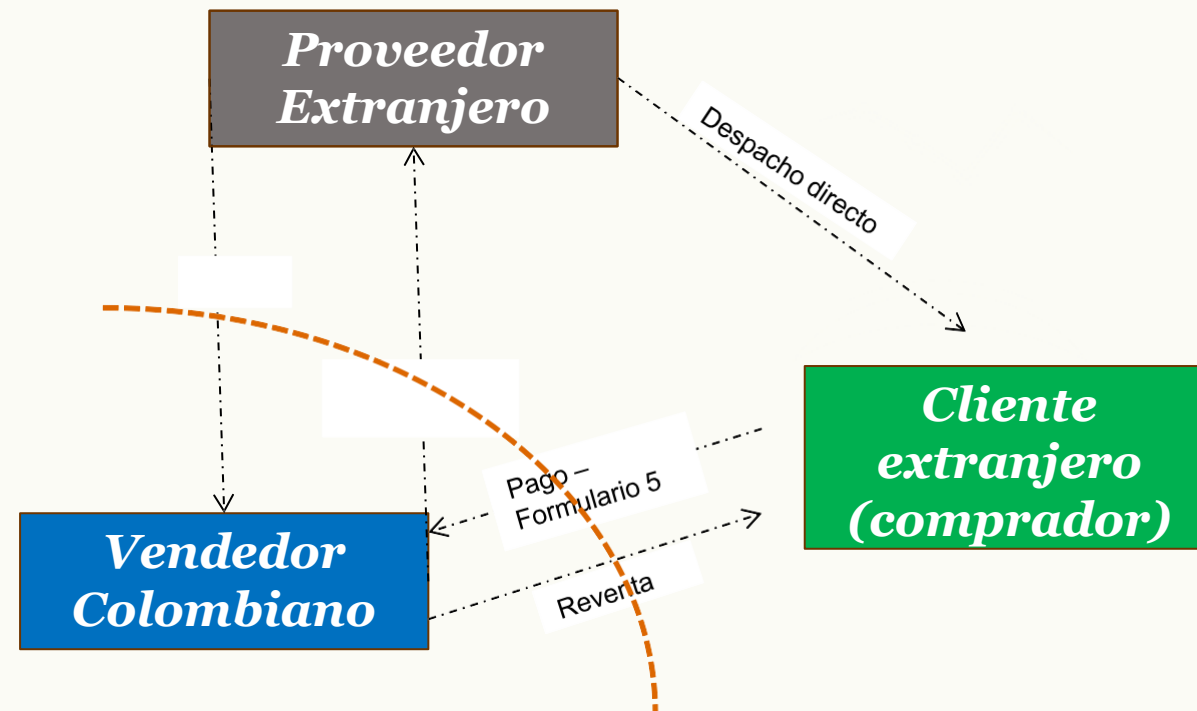 Proveedor
Extranjero
Despacho directo
Pago –
Formulario 5
Cliente
extranjero
(comprador)
Vendedor
Colombiano
Reventa